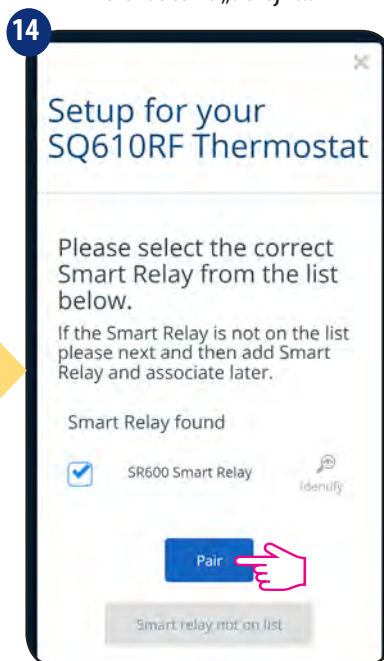 14
Setup for your
SQ610RF Thermostat
Please select the correct
Smart Relay from the list
below.
If the Smart Relay is not on the list
please next and then add Smart
Relay and associate later.
Smart Relay found
SR600 Smart Relay
Identify
Pair
Smart relay not on list